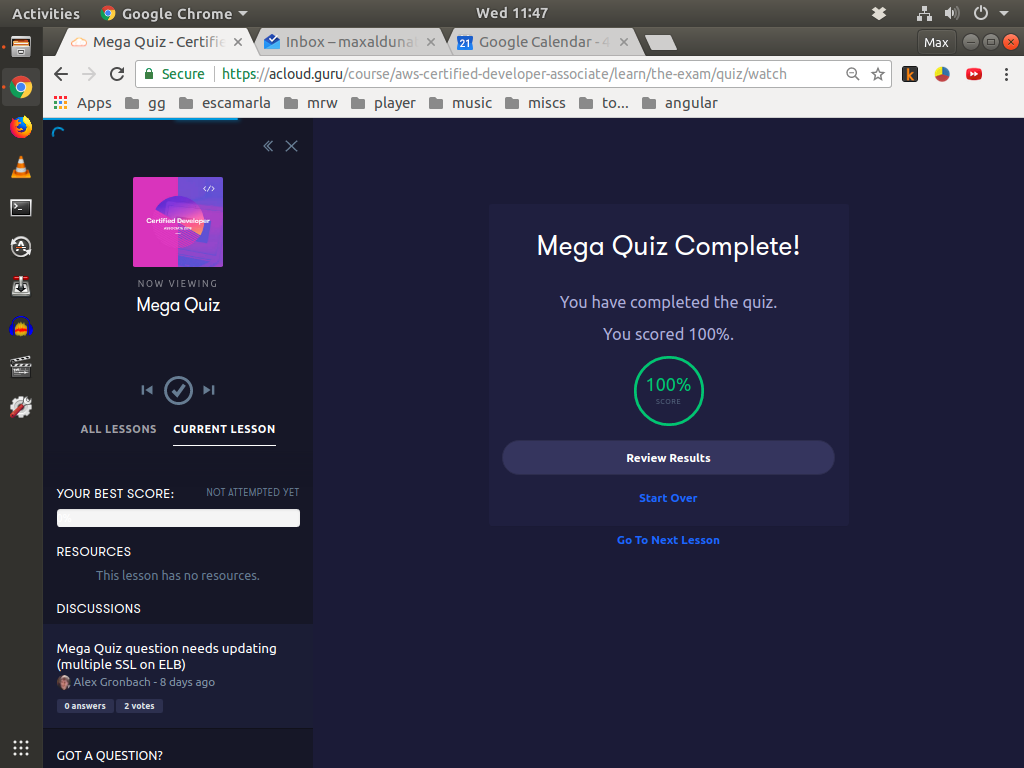 Activities
Google Chrome
Wed 11:47
Mega Quiz - Certifie
Inbox – maxalduna
21
Google Calendar - 4
Max
Secure
https://acloud.guru/course/aws-certified-developer-associate/learn/the-exam/quiz/watch
Apps
gg
escamarla
mrw
player
music
miscs
to...
angular
</>
Certified Developer
NOW VIEWING
Mega Quiz
ALL LESSONS
CURRENT LESSON
YOUR BEST SCORE:
NOT ATTEMPTED YET
RESOURCES
This lesson has no resources.
DISCUSSIONS
Mega Quiz question needs updating
(multiple SSL on ELB)
Alex Gronbach - 8 days ago
0 answers
2 votes
GOT A QUESTION?
Mega Quiz Complete!
You have completed the quiz.
You scored 100%.
100%
SCORE
Review Results
Start Over
Go To Next Lesson